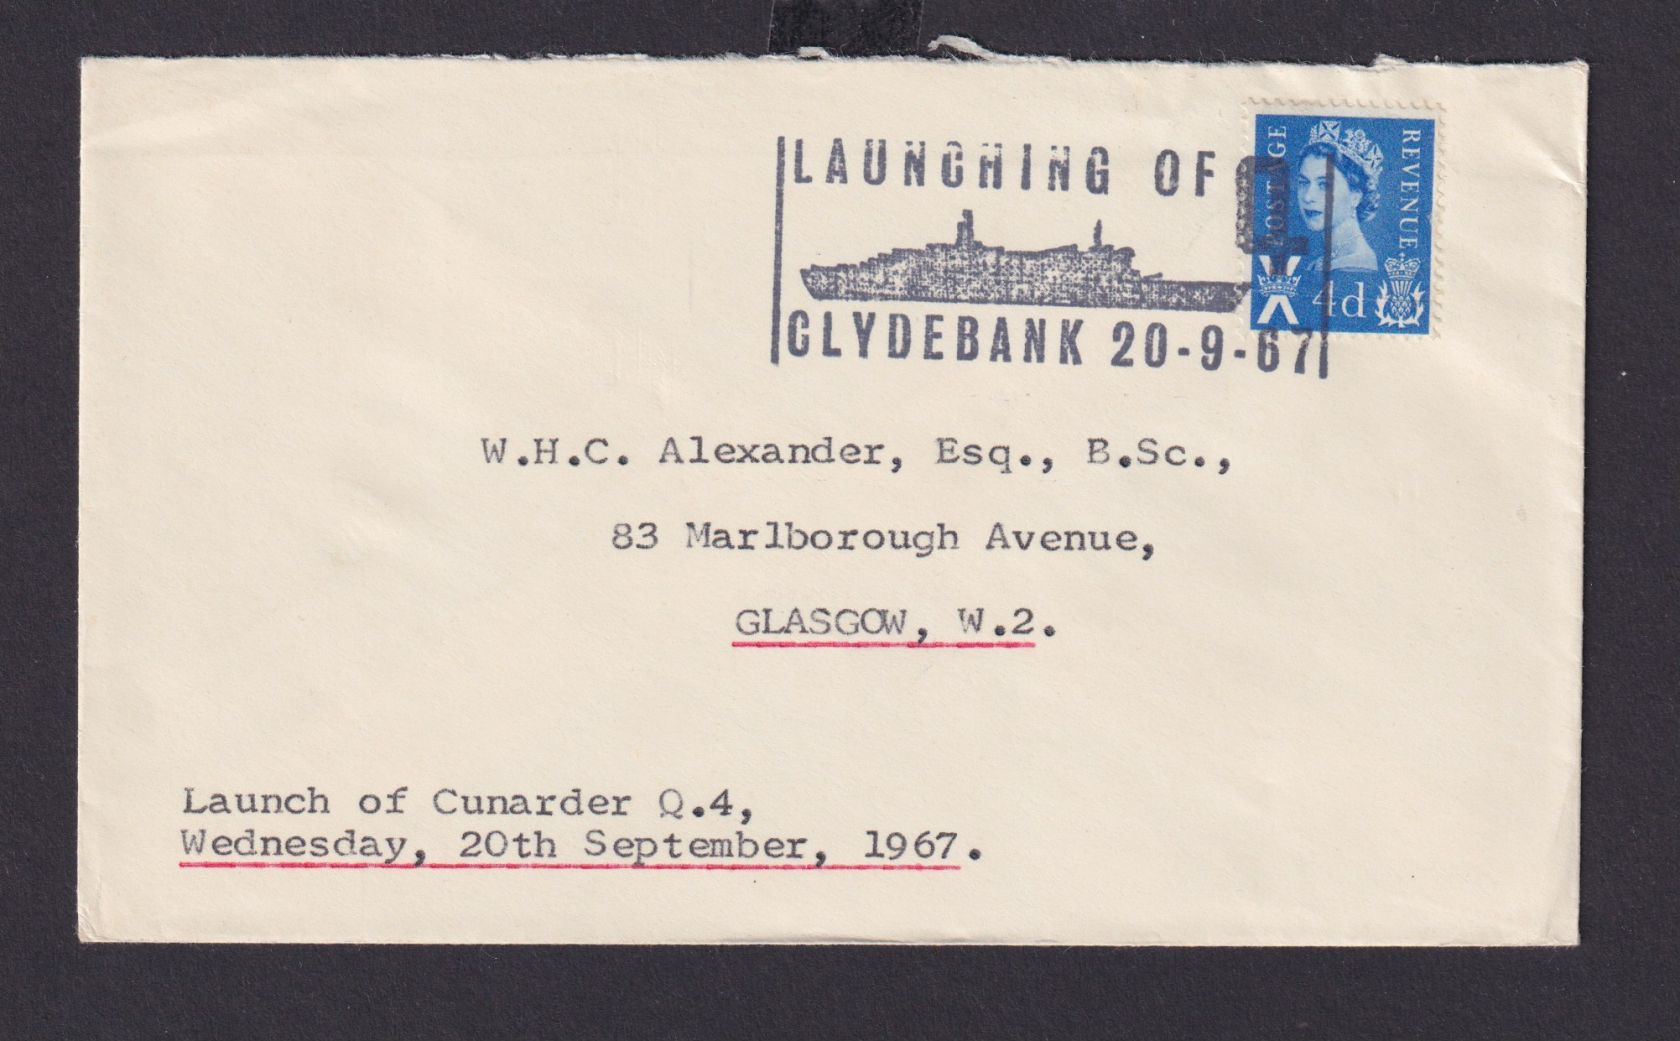 LAUNCHING OF Q4
POSTAGE
REVENUE
4d
CLYDEBANK 20-9-67
W.H.C. Alexander, Esq., B.Sc.,
83 Marlborough Avenue,
GLASGOW, W.2.
Launch of Cunarder Q.4,
Wednesday, 20th September, 1967.